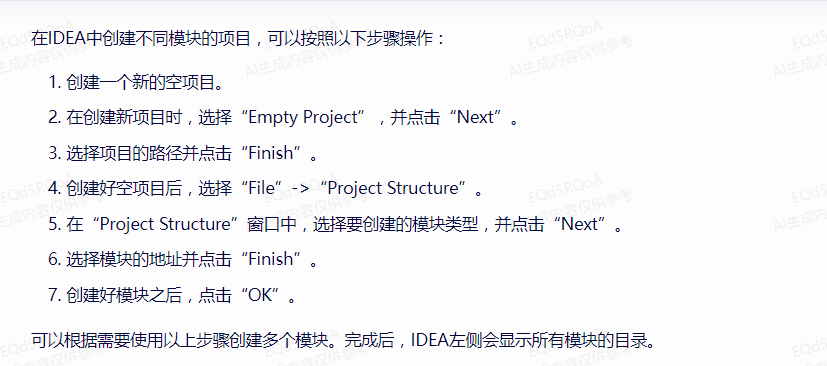 在IDEA中创建不同模块的项目，可以按照以下步骤操作：
1. 创建一个新的空项目。
2. 在创建新项目时，选择“Empty Project”，并点击“Next”。
3. 选择项目的路径并点击“Finish”。
4. 创建好空项目后，选择“File”->“Project Structure”。
5. 在“Project Structure”窗口中，选择要创建的模块类型，并点击“Next”。
6. 选择模块的地址并点击“Finish”。
7. 创建好模块之后，点击“OK”。
可以根据需要使用以上步骤创建多个模块。完成后，IDEA左侧会显示所有模块的目录。
EQd5RQoA
AI生成内容仅供参考